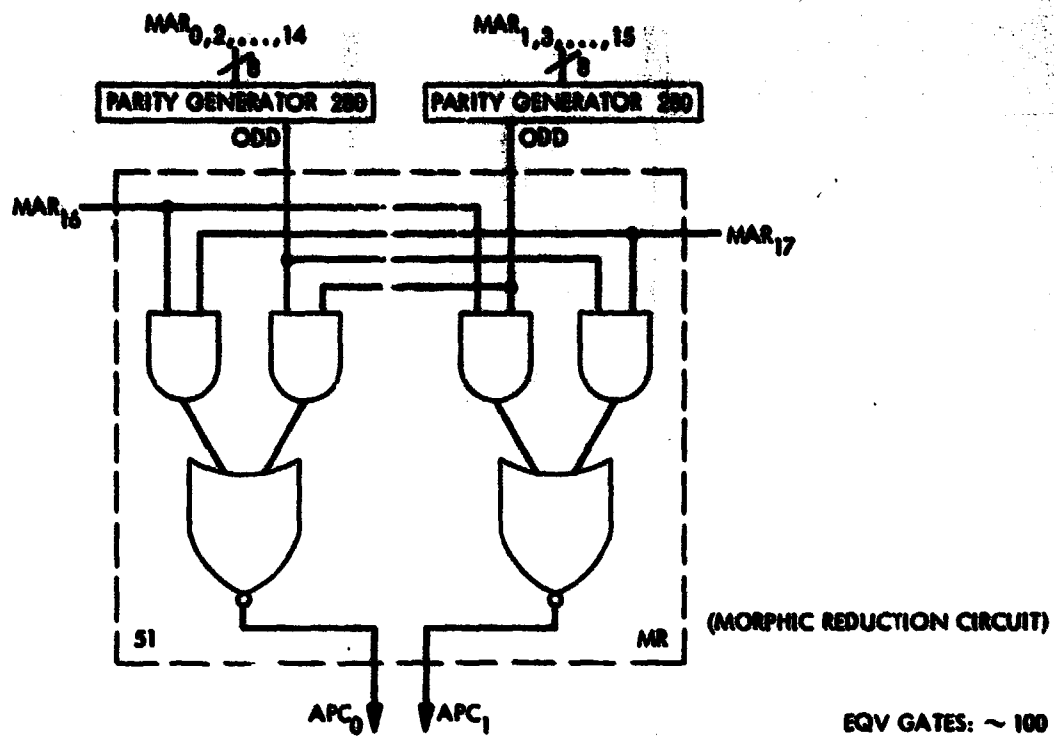 MAR0,2,...,14 MAR1,3,...,15
8 8
PARITY GENERATOR 280 PARITY GENERATOR 280
ODD ODD
MAR16
MAR17
51 MR
(MORPHIC REDUCTION CIRCUIT)
APC0 APC1
EQV GATES: ~ 100